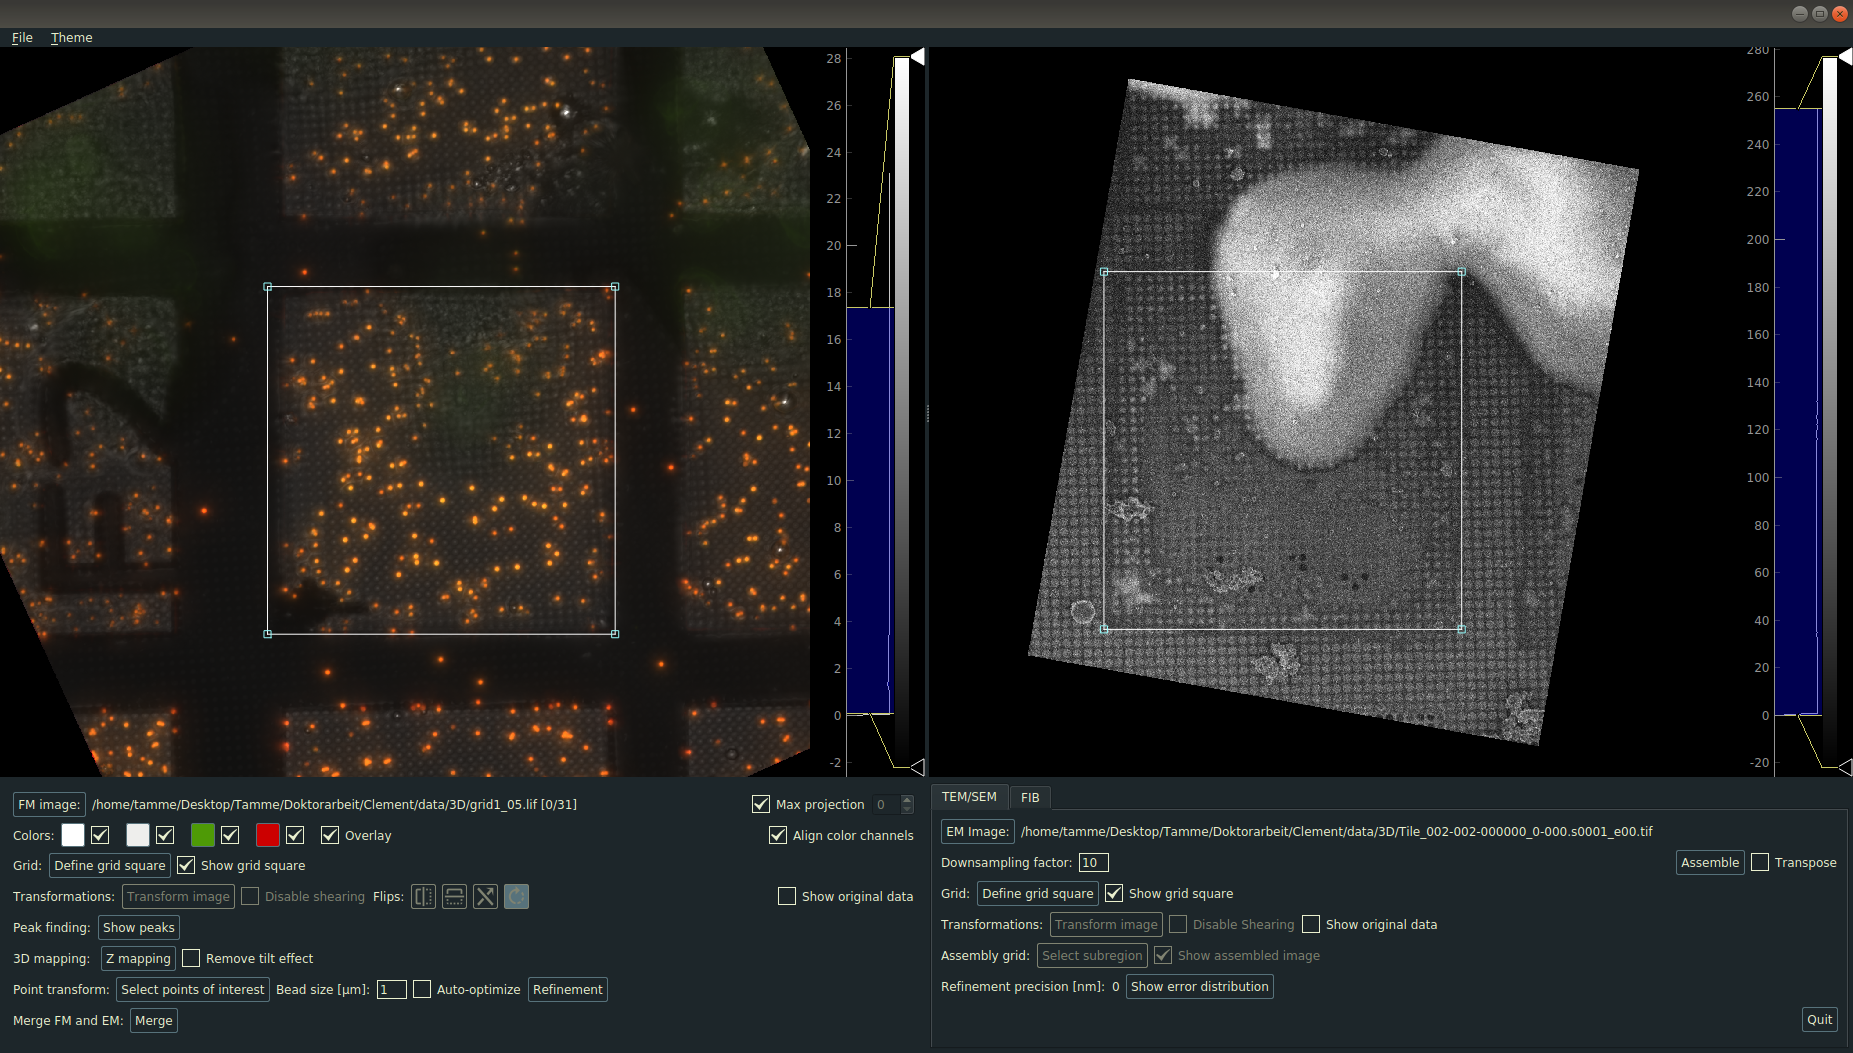 File Theme
28
26
24
22
20
18
16
14
12
10
8
6
4
2
0
-2
280
260
240
220
200
180
160
140
120
100
80
60
40
20
0
-20
FM image: /home/tamme/Desktop/Tamme/Doktorarbeit/Clement/data/3D/grid1_05.lif [0/31] Max projection 0
Colors: Overlay Align color channels
Grid: Define grid square Show grid square
Transformations: Transform image Disable shearing Flips: Show original data
Peak finding: Show peaks
3D mapping: Z mapping Remove tilt effect
Point transform: Select points of interest Bead size [μm]: 1 Auto-optimize Refinement
Merge FM and EM: Merge
TEM/SEM FIB
EM Image: /home/tamme/Desktop/Tamme/Doktorarbeit/Clement/data/3D/Tile_002-002-000000_0-000.s0001_e00.tif
Downsampling factor: 10 Assemble Transpose
Grid: Define grid square Show grid square
Transformations: Transform image Disable Shearing Show original data
Assembly grid: Select subregion Show assembled image
Refinement precision [nm]: 0 Show error distribution
Quit